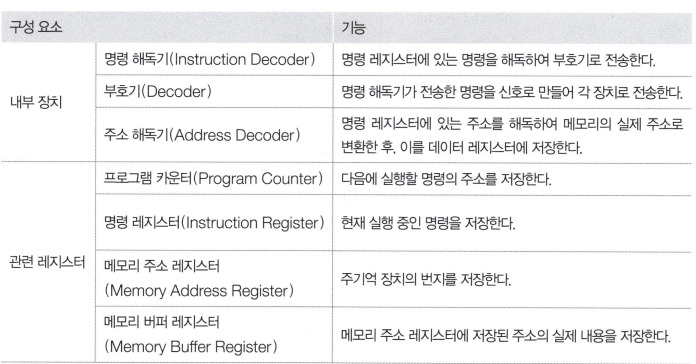 구성 요소 기능
내부 장치
명령 해독기(Instruction Decoder) 명령 레지스터에 있는 명령을 해독하여 부호기로 전송한다.
부호기(Decoder) 명령 해독기가 전송한 명령을 신호로 만들어 각 장치로 전송한다.
주소 해독기(Address Decoder) 명령 레지스터에 있는 주소를 해독하여 메모리의 실제 주소로
변환한 후, 이를 데이터 레지스터에 저장한다.
관련 레지스터
프로그램 카운터(Program Counter) 다음에 실행할 명령의 주소를 저장한다.
명령 레지스터(Instruction Register) 현재 실행 중인 명령을 저장한다.
메모리 주소 레지스터
(Memory Address Register) 주기억 장치의 번지를 저장한다.
메모리 버퍼 레지스터
(Memory Buffer Register) 메모리 주소 레지스터에 저장된 주소의 실제 내용을 저장한다.